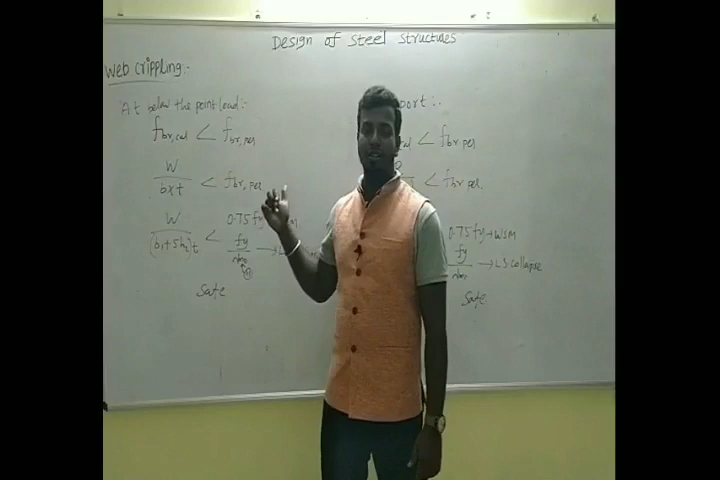 Design of Steel Structures
Web Crippling:-
At below the point load:-
fbr,cal < fbr,per
W
bxt < fbr,per
W
(b1+5h2)t < 0.75fy
fy
γm0
Safe
port:-
cal < fbr per
< fbr per.
0.75fy→WSM
fy
γm0 → LS collapse
Safe